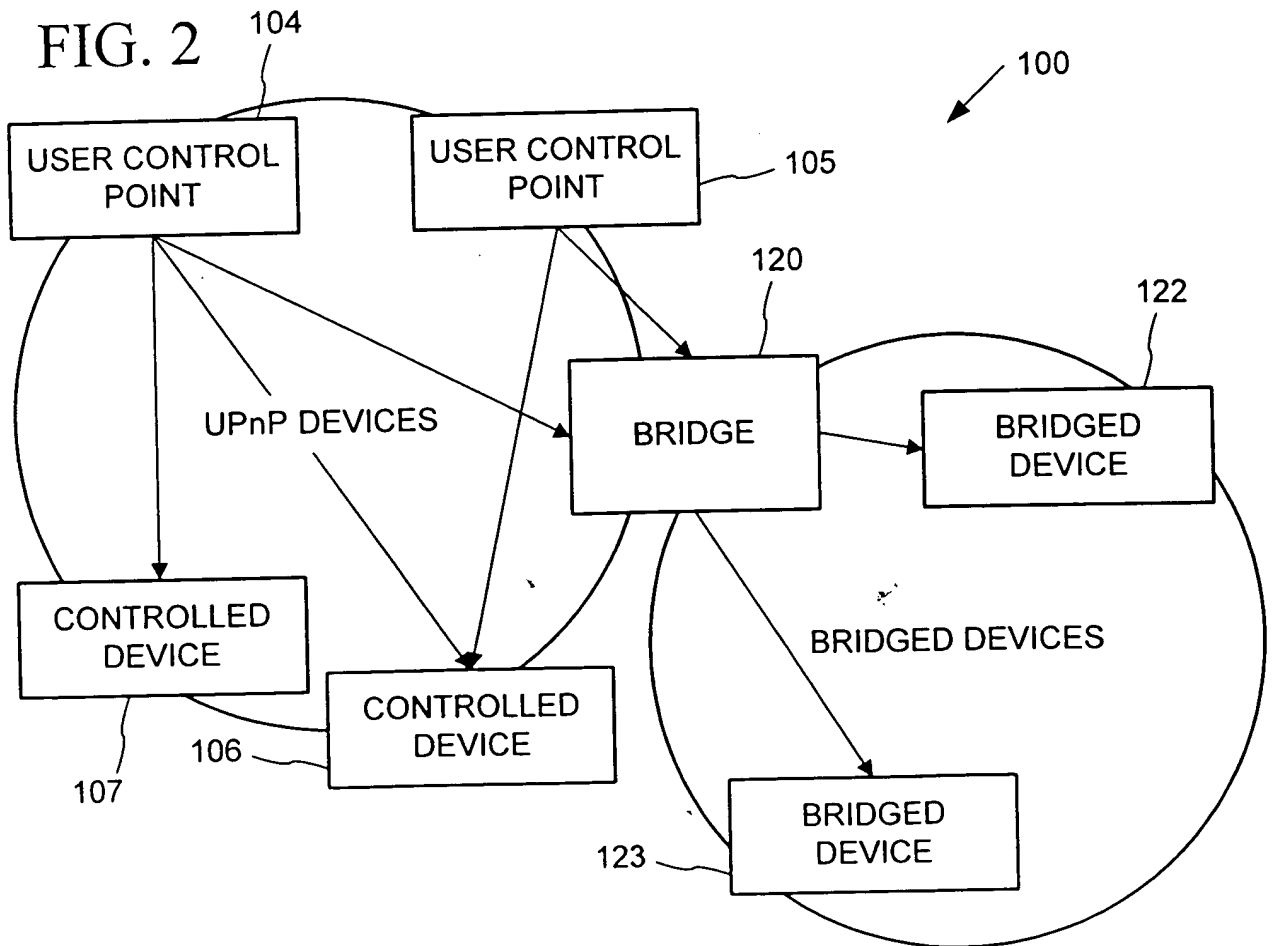 FIG. 2
104
100
USER CONTROL
POINT
USER CONTROL
POINT
105
120
122
UPnP DEVICES
BRIDGE
BRIDGED
DEVICE
CONTROLLED
DEVICE
BRIDGED DEVICES
CONTROLLED
DEVICE
106
107
BRIDGED
DEVICE
123